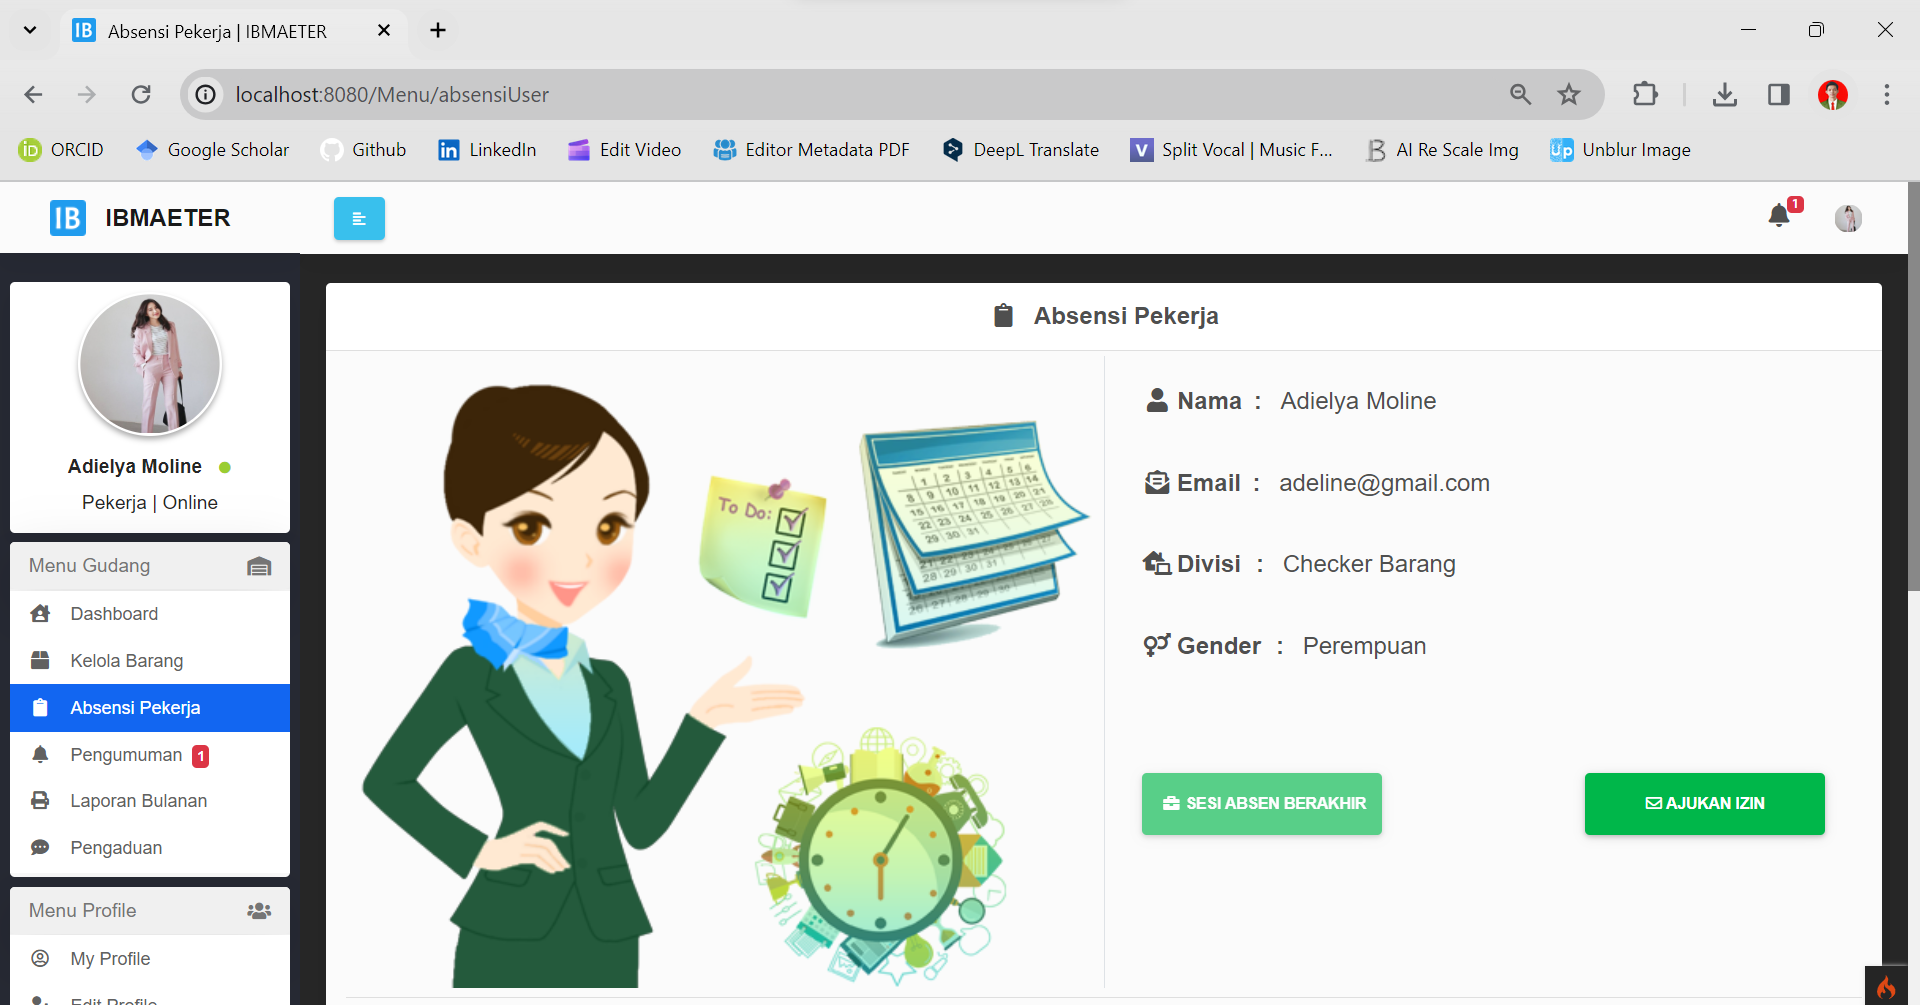 Absensi Pekerja | IBMAETER
localhost:8080/Menu/absensiUser
ORCID
Google Scholar
Github
LinkedIn
Edit Video
Editor Metadata PDF
DeepL Translate
Split Vocal | Music F...
AI Re Scale Img
Unblur Image
IBMAETER
1
Adielya Moline
Pekerja | Online
Menu Gudang
Dashboard
Kelola Barang
Absensi Pekerja
Pengumuman 1
Laporan Bulanan
Pengaduan
Menu Profile
My Profile
Edit Profile
Absensi Pekerja
To Do:
Nama : Adielya Moline
Email : adeline@gmail.com
Divisi : Checker Barang
Gender : Perempuan
SESI ABSEN BERAKHIR
AJUKAN IZIN